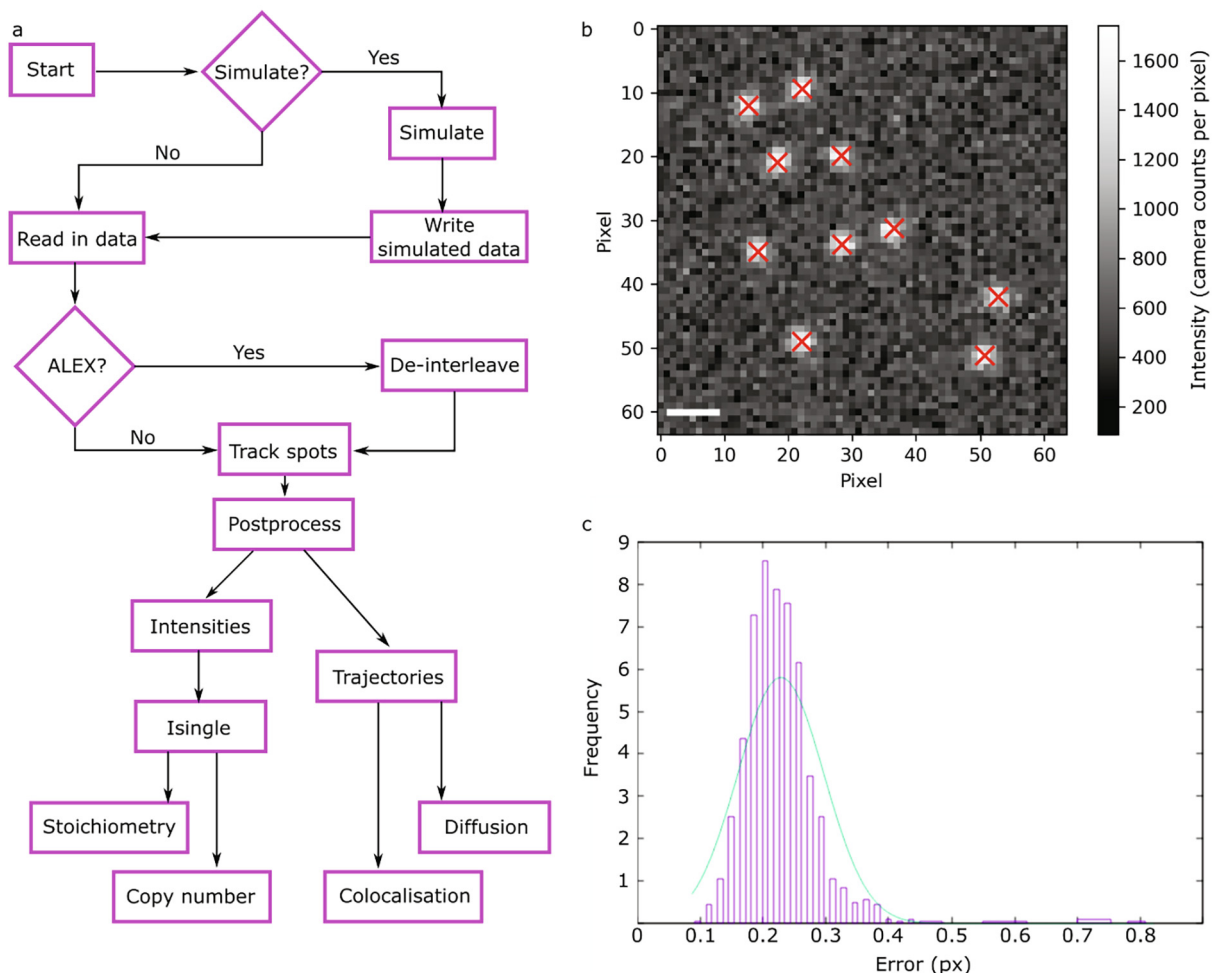 a
Start
Simulate?
Yes
Simulate
No
Read in data
Write
simulated data
ALEX?
Yes
De-interleave
No
Track spots
Postprocess
Intensities
Trajectories
Isingle
Stoichiometry
Diffusion
Copy number
Colocalisation
b
0
10
20
30
40
50
60
Pixel
0 10 20 30 40 50 60
Pixel
1600
1400
1200
1000
800
600
400
200
Intensity (camera counts per pixel)
c
9
8
7
6
5
4
3
2
1
Frequency
0 0.1 0.2 0.3 0.4 0.5 0.6 0.7 0.8
Error (px)